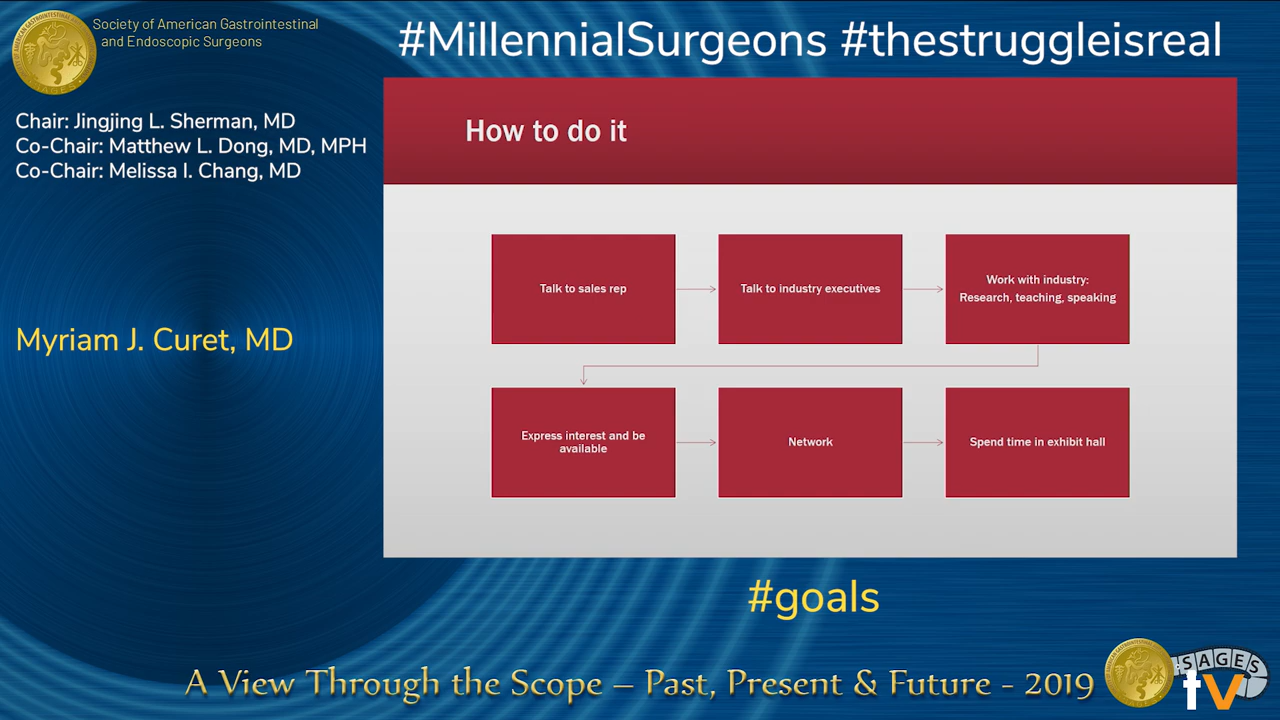 Society of American Gastrointestinal
and Endoscopic Surgeons
#MillennialSurgeons #thestruggleisreal
Chair: Jingjing L. Sherman, MD
Co-Chair: Matthew L. Dong, MD, MPH
Co-Chair: Melissa I. Chang, MD
Myriam J. Curet, MD
How to do it
Talk to sales rep
Talk to industry executives
Work with industry:
Research, teaching, speaking
Express interest and be
available
Network
Spend time in exhibit hall
#goals
A View Through the Scope – Past, Present & Future - 2019
SAGES
tv